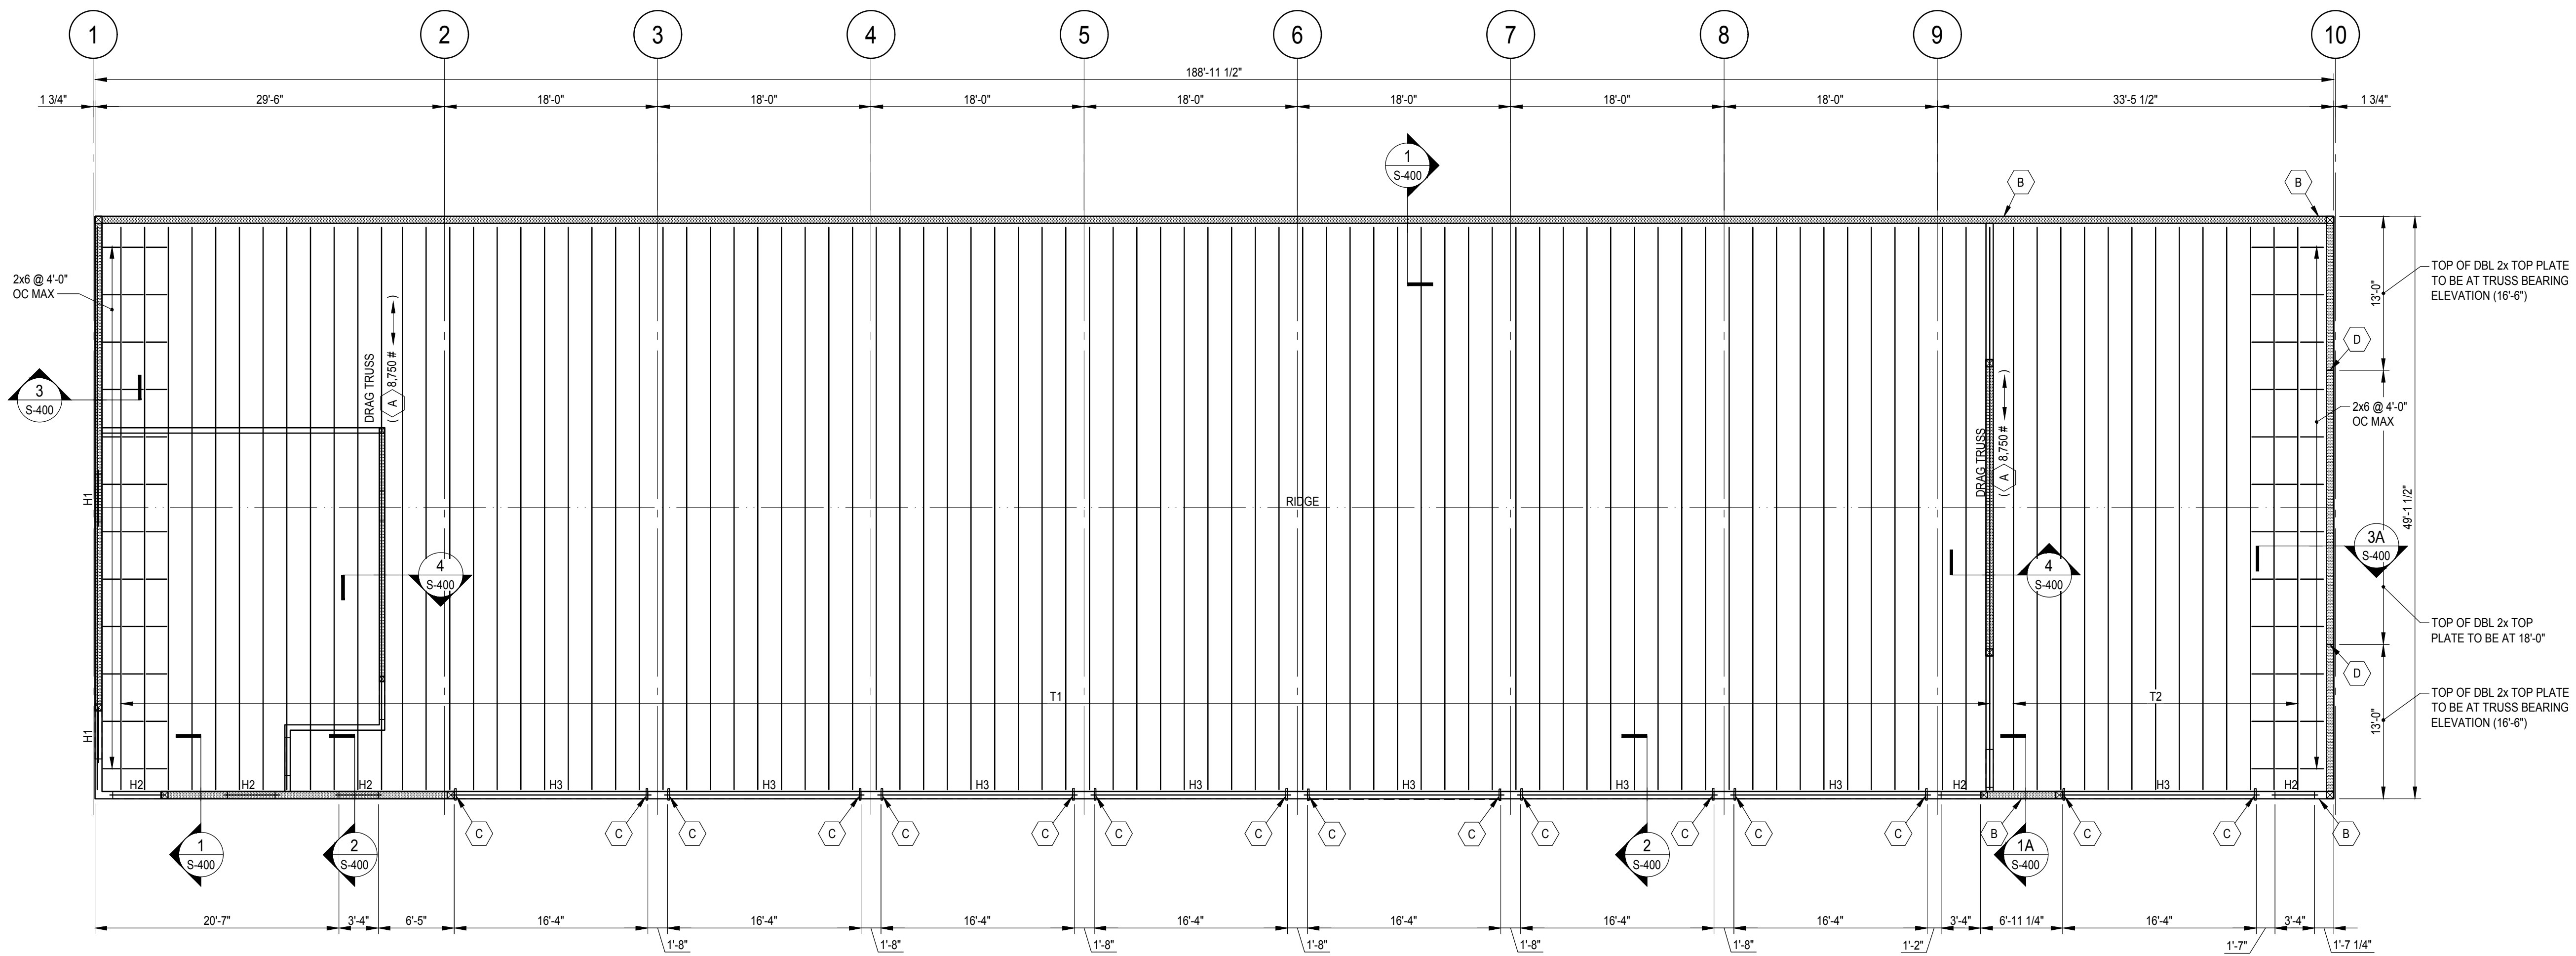 1 2 3 4 5 6 7 8 9 10
188'-11 1/2"
1 3/4" 29'-6" 18'-0" 18'-0" 18'-0" 18'-0" 18'-0" 18'-0" 18'-0" 33'-5 1/2" 1 3/4"
1
S-400
B B
2x6 @ 4'-0"
OC MAX
TOP OF DBL 2x TOP PLATE
TO BE AT TRUSS BEARING
ELEVATION (16'-6")
13'-0"
D
DRAG TRUSS
( A 8,750 # )
3
S-400
DRAG TRUSS
( A 8,750 # )
2x6 @ 4'-0"
OC MAX
H1
RIDGE
49'-1 1/2"
4
S-400
4
S-400
3A
S-400
TOP OF DBL 2x TOP
PLATE TO BE AT 18'-0"
D
T1 T2
TOP OF DBL 2x TOP PLATE
TO BE AT TRUSS BEARING
ELEVATION (16'-6")
13'-0"
H1
H2 H2 H2 H3 H3 H3 H3 H3 H3 H3 H2 H3 H2
C C C C C C C C C C C C C C B C C B
1
S-400
2
S-400
2
S-400
1A
S-400
20'-7" 3'-4" 6'-5" 16'-4" 16'-4" 16'-4" 16'-4" 16'-4" 16'-4" 16'-4" 3'-4" 6'-11 1/4" 16'-4" 3'-4"
1'-8" 1'-8" 1'-8" 1'-8" 1'-8" 1'-8" 1'-2" 1'-7" 1'-7 1/4"